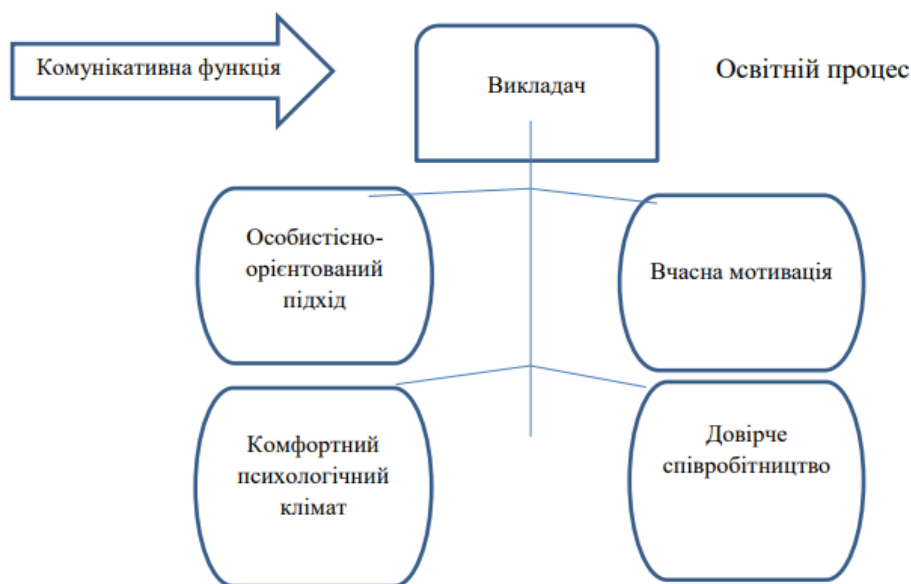 Комунікативна функція
Викладач
Освітній процес
Особистісно-
орієнтований
підхід
Вчасна мотивація
Комфортний
психологічний
клімат
Довірче
співробітництво